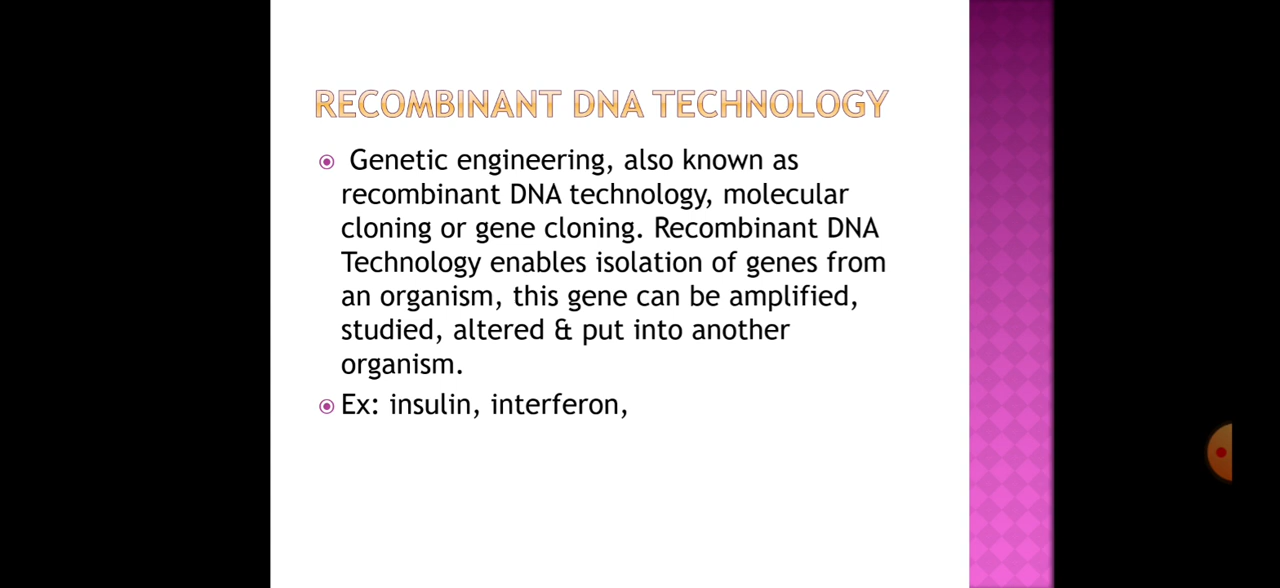 RECOMBINANT DNA TECHNOLOGY
Genetic engineering, also known as
recombinant DNA technology, molecular
cloning or gene cloning. Recombinant DNA
Technology enables isolation of genes from
an organism, this gene can be amplified,
studied, altered & put into another
organism.
Ex: insulin, interferon,